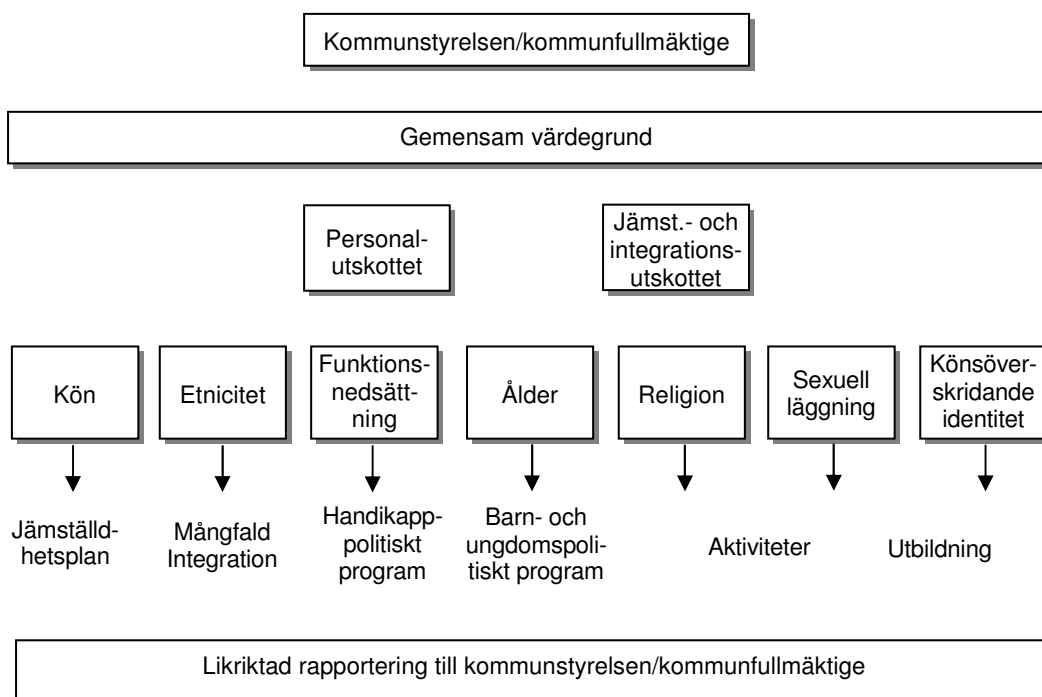 Kommunstyrelsen/kommunfullmäktige
Gemensam värdegrund
Personal-
utskottet
Jämst.- och
integrations-
utskottet
Kön
Etnicitet
Funktions-
nedsätt-
ning
Ålder
Religion
Sexuell
läggning
Könsöver-
skridande
identitet
Jämställd-
hetsplan
Mångfald
Integration
Handikapp-
politiskt
program
Barn- och
ungdomspoli-
tiskt program
Aktiviteter
Utbildning
Likriktad rapportering till kommunstyrelsen/kommunfullmäktige